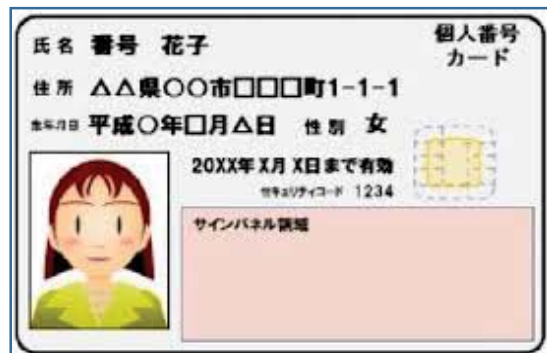 氏名 番号 花子
個人番号
カード
住所 △△県○○市□□□町1-1-1
生年月日 平成○年□月△日 性別 女
20XX年X月X日まで有効
セキュリティコード 1234
サインパネル領域